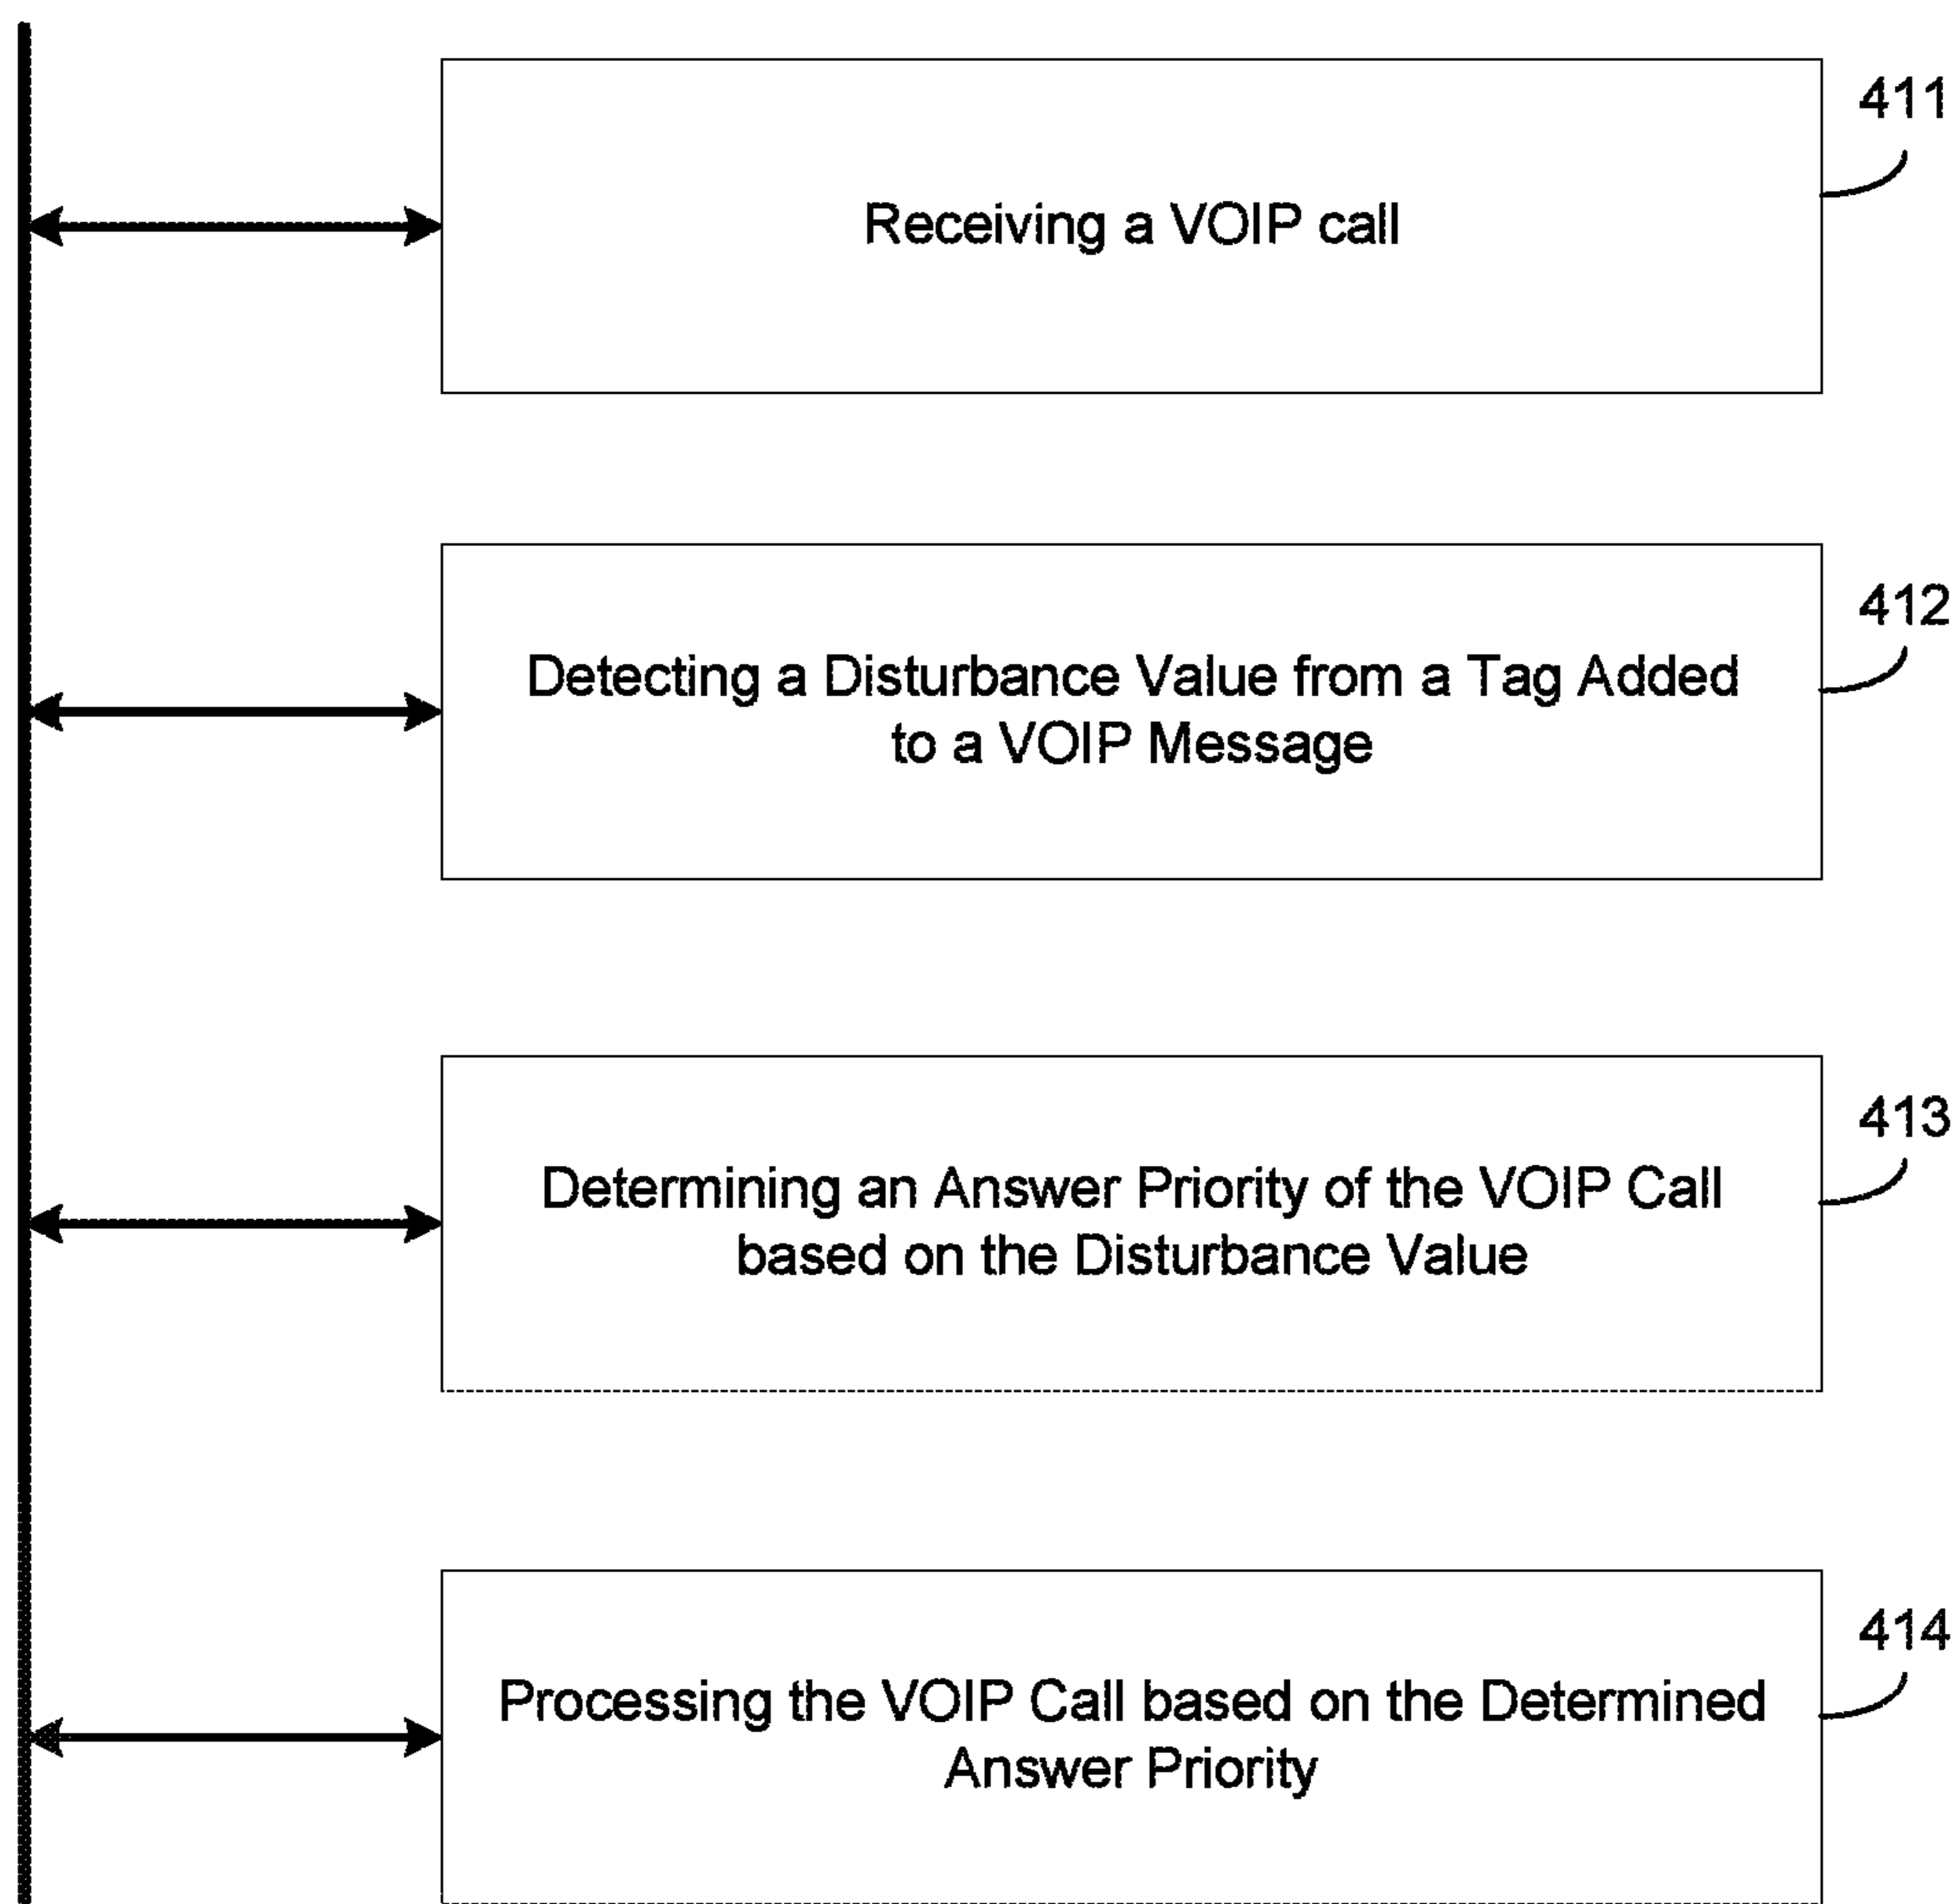 411
Receiving a VOIP call
412
Detecting a Disturbance Value from a Tag Added
to a VOIP Message
413
Determining an Answer Priority of the VOIP Call
based on the Disturbance Value
414
Processing the VOIP Call based on the Determined
Answer Priority